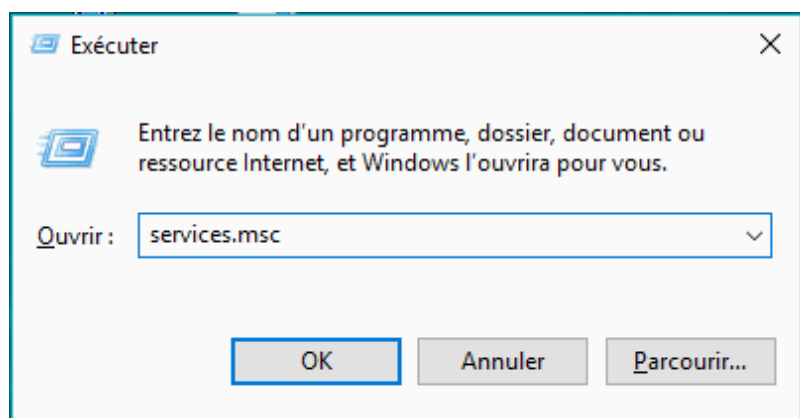 Exécuter
Entrez le nom d'un programme, dossier, document ou
ressource Internet, et Windows l'ouvrira pour vous.
Ouvrir : services.msc
OK Annuler Parcourir...